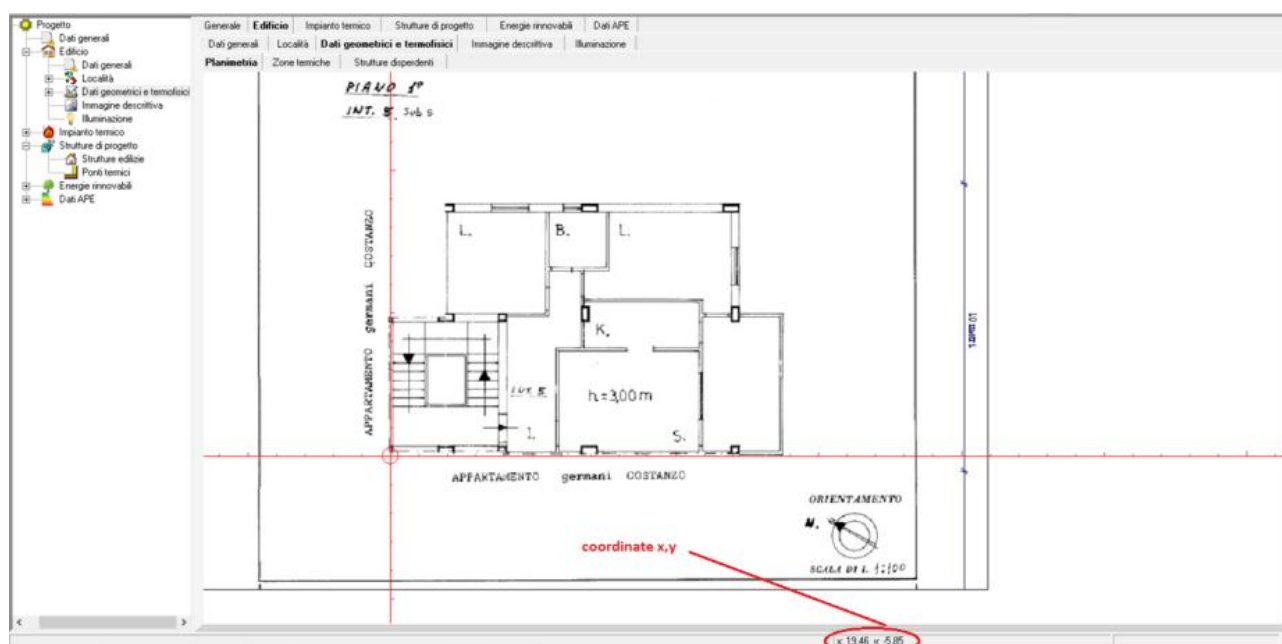 Progetto
Dati generali
Edificio
Dati generali
Località
Dati geometrici e termofisici
Immagine descrittiva
Illuminazione
Impianto termico
Strutture di progetto
Strutture edilizie
Ponti termici
Energie rinnovabili
Dati APE
Generale Edificio Impianto termico Strutture di progetto Energie rinnovabili Dati APE
Dati generali Località Dati geometrici e termofisici Immagine descrittiva Illuminazione
Planimetria Zone termiche Strutture disperdenti
PIANO 1º
INT. 5 Sub 5
APPARTAMENTO germani COSTANZO
L. B. L.
K.
INT. 5
h=3,00 m
I. S.
APPARTAMENTO germani COSTANZO
ORIENTAMENTO
N.
SCALA DI 1:100
coordinate x,y
x: 19.46 y: -5.85